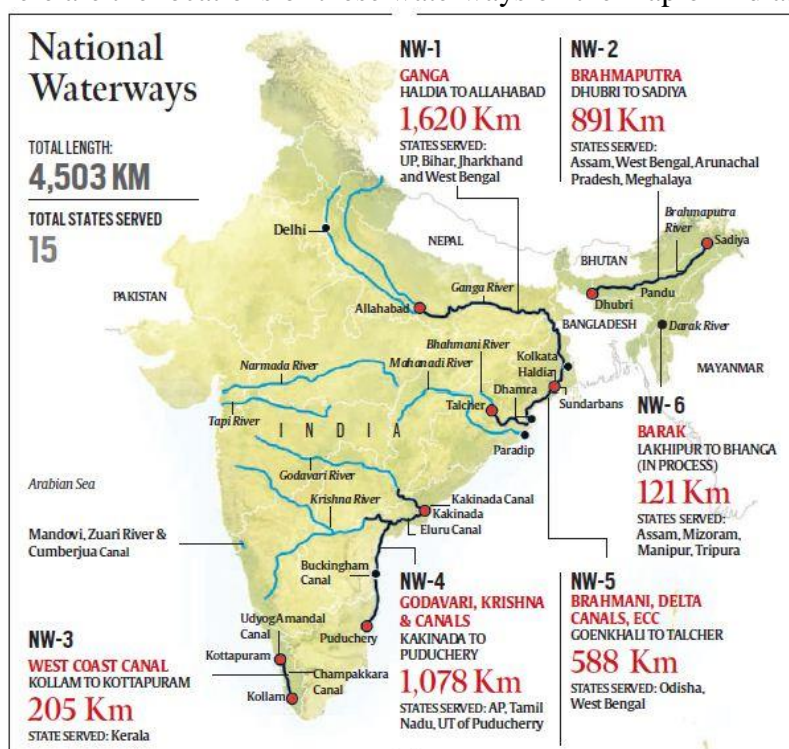 National
Waterways
TOTAL LENGTH:
4,503 KM
TOTAL STATES SERVED
15
NW-1
GANGA
HALDIA TO ALLAHABAD
1,620 Km
STATES SERVED:
UP, Bihar, Jharkhand
and West Bengal
NW- 2
BRAHMAPUTRA
DHUBRI TO SADIYA
891 Km
STATES SERVED:
Assam, West Bengal, Arunachal
Pradesh, Meghalaya
Brahmaputra
River
Sadiya
Delhi
NEPAL
BHUTAN
Ganga River
Pandu
Dhubri
PAKISTAN
Allahabad
BANGLADESH
Darak River
Bhahmani River
Mahanadi River
Kolkata
Haldia
Narmada River
Dhamra
MAYANMAR
Talcher
Sundarbans
Tapi River
INDIA
Paradip
NW- 6
BARAK
LAKHIPUR TO BHANGA
(IN PROCESS)
121 Km
STATES SERVED:
Assam, Mizoram,
Manipur, Tripura
Arabian Sea
Godavari River
Krishna River
Kakinada Canal
Kakinada
Eluru Canal
Mandovi, Zuari River &
Cumberjua Canal
Buckingham
Canal
NW-4
GODAVARI, KRISHNA
& CANALS
KAKINADA TO
PUDUCHERY
1,078 Km
STATES SERVED: AP, Tamil
Nadu, UT of Puducherry
NW-5
BRAHMANI, DELTA
CANALS, ECC
GOENKHALI TO TALCHER
588 Km
STATES SERVED: Odisha,
West Bengal
UdyogAmandal
Canal
Puduchery
Kottapuram
Champakkara
Canal
Kollam
NW-3
WEST COAST CANAL
KOLLAM TO KOTTAPURAM
205 Km
STATE SERVED: Kerala